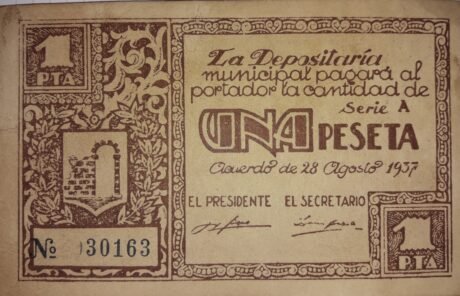 1
PTA
La Depositaría
municipal pagará al
portador la cantidad de
Serie A
UNA PESETA
Acuerdo de 28 Agosto 1937
EL PRESIDENTE EL SECRETARIO
Nº 30163
1
PTA